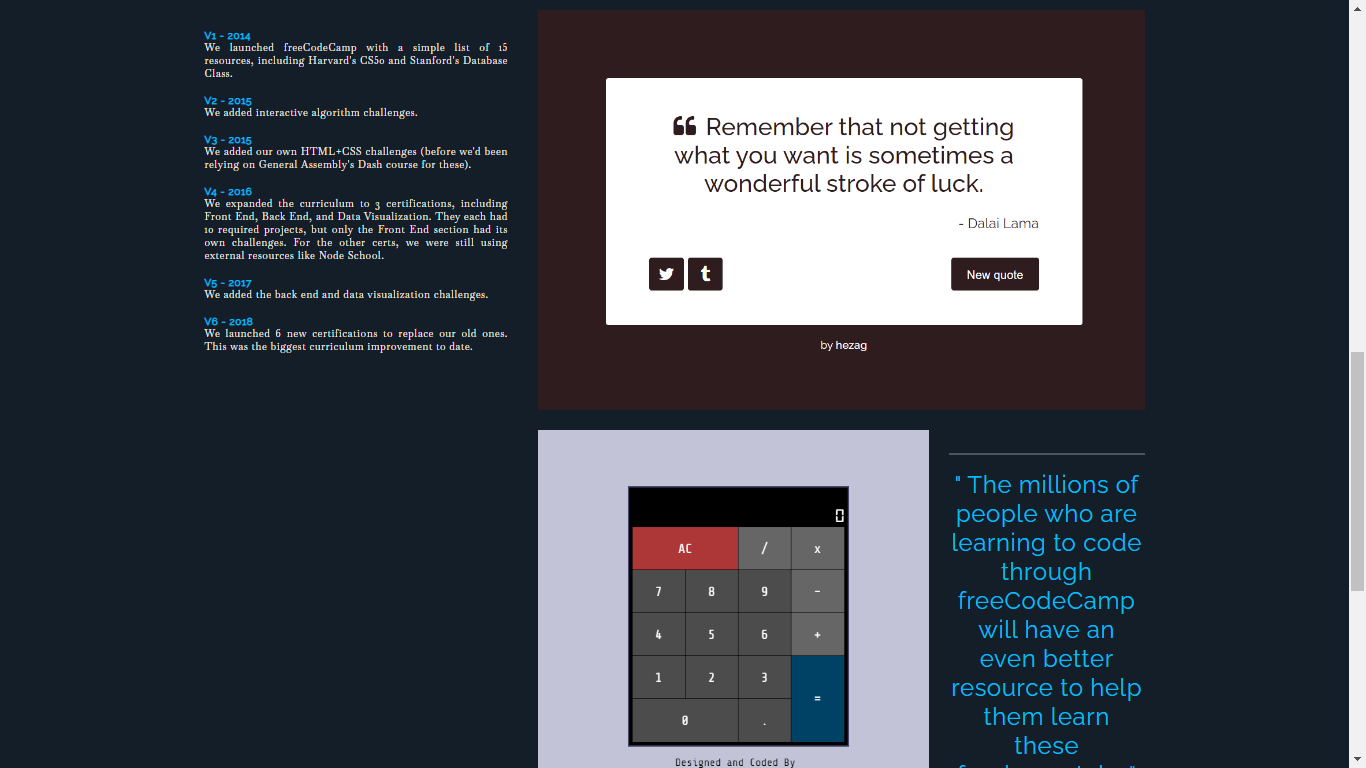 V1 - 2014
We launched freeCodeCamp with a simple list of 15
resources, including Harvard's CS50 and Stanford's Database
Class.
V2 - 2015
We added interactive algorithm challenges.
V3 - 2015
We added our own HTML+CSS challenges (before we'd been
relying on General Assembly's Dash course for these).
V4 - 2016
We expanded the curriculum to 3 certifications, including
Front End, Back End, and Data Visualization. They each had
10 required projects, but only the Front End section had its
own challenges. For the other certs, we were still using
external resources like Node School.
V5 - 2017
We added the back end and data visualization challenges.
V6 - 2018
We launched 6 new certifications to replace our old ones.
This was the biggest curriculum improvement to date.
“ Remember that not getting
what you want is sometimes a
wonderful stroke of luck.
- Dalai Lama
t
New quote
by hezag
0
AC / x
7 8 9 -
4 5 6 +
1 2 3
=
0 .
Designed and Coded By
" The millions of
people who are
learning to code
through
freeCodeCamp
will have an
even better
resource to help
them learn
these